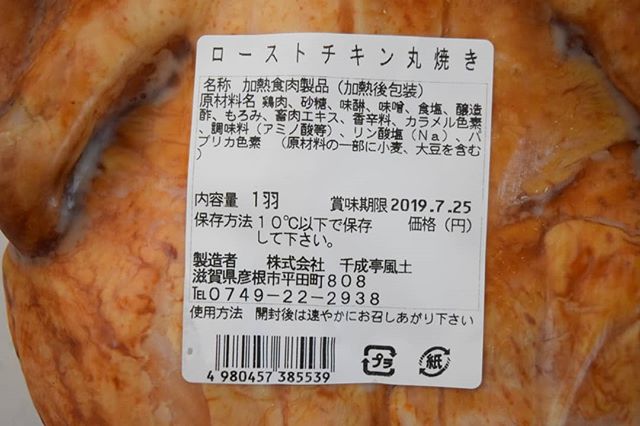 ローストチキン丸焼き
名称 加熱食肉製品（加熱後包装）
原材料名 鶏肉、砂糖、味醂、味噌、食塩、醸造
酢、もろみ、畜肉エキス、香辛料、カラメル色素
、調味料（アミノ酸等）、リン酸塩（Na）、パ
プリカ色素 （原材料の一部に小麦、大豆を含む
）
内容量 1羽 賞味期限 2019.7.25
保存方法 10℃以下で保存 価格（円）
して下さい。
製造者 株式会社 千成亭風土
滋賀県彦根市平田町808
TEL 0749-22-2938
使用方法 開封後は速やかにお召しあがり下さい
4 980457 385539
プラ 紙